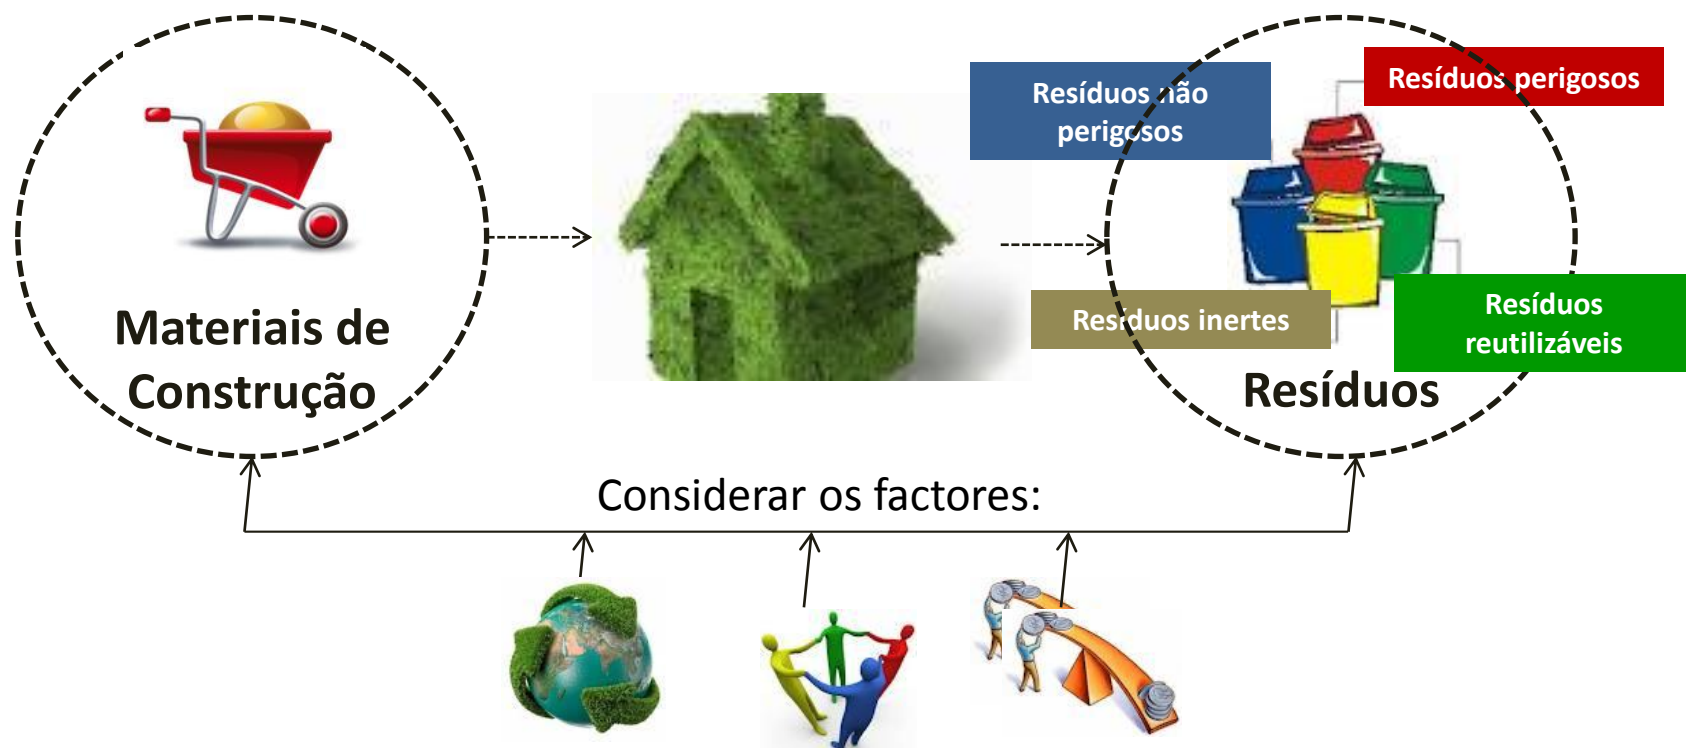 Materiais de
Construção
Resíduos não
perigosos
Resíduos perigosos
Resíduos inertes
Resíduos
reutilizáveis
Resíduos
Considerar os factores: